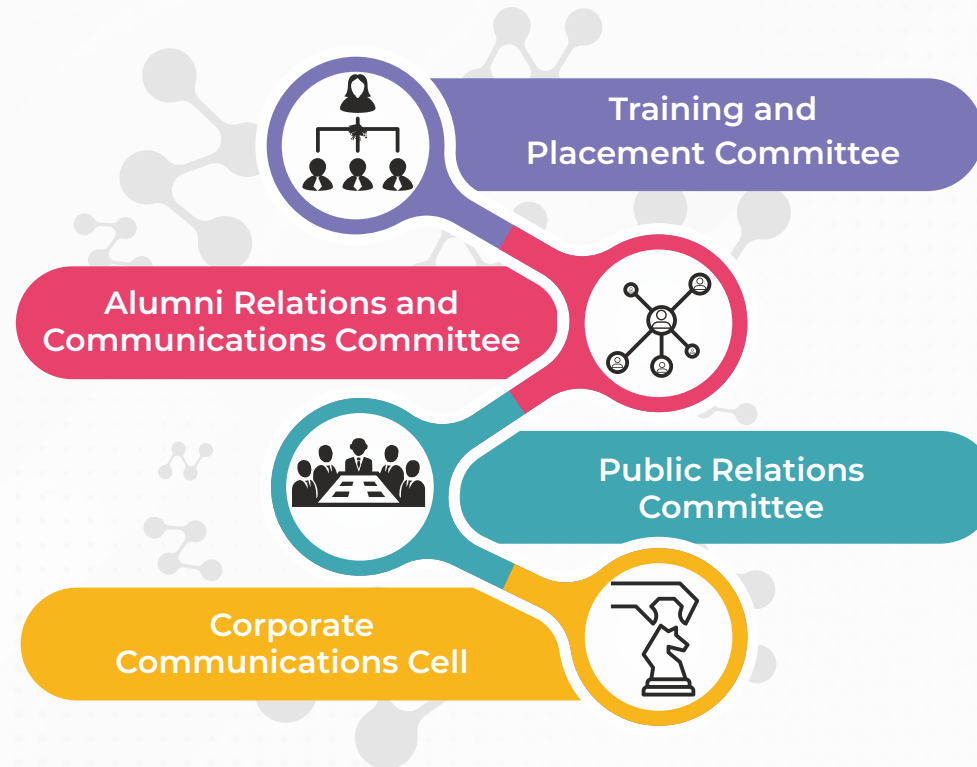 Training and
Placement Committee
Alumni Relations and
Communications Committee
Public Relations
Committee
Corporate
Communications Cell